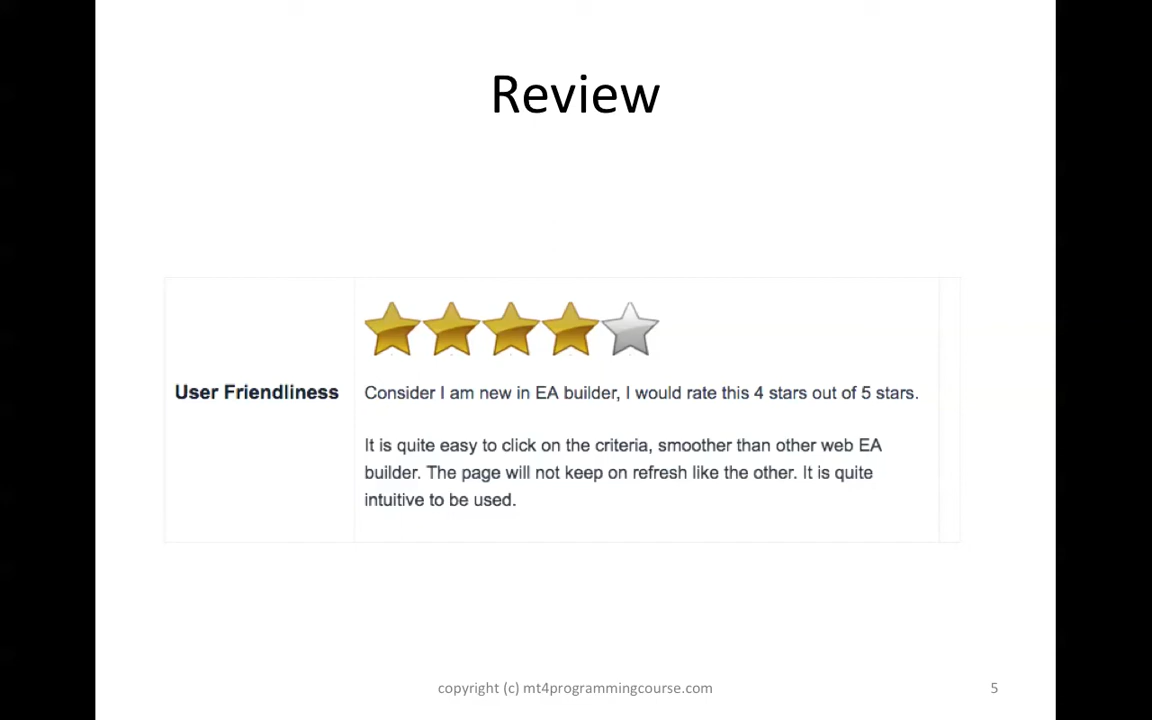 Review
User Friendliness
Consider I am new in EA builder, I would rate this 4 stars out of 5 stars.
It is quite easy to click on the criteria, smoother than other web EA
builder. The page will not keep on refresh like the other. It is quite
intuitive to be used.
copyright (c) mt4programmingcourse.com
5